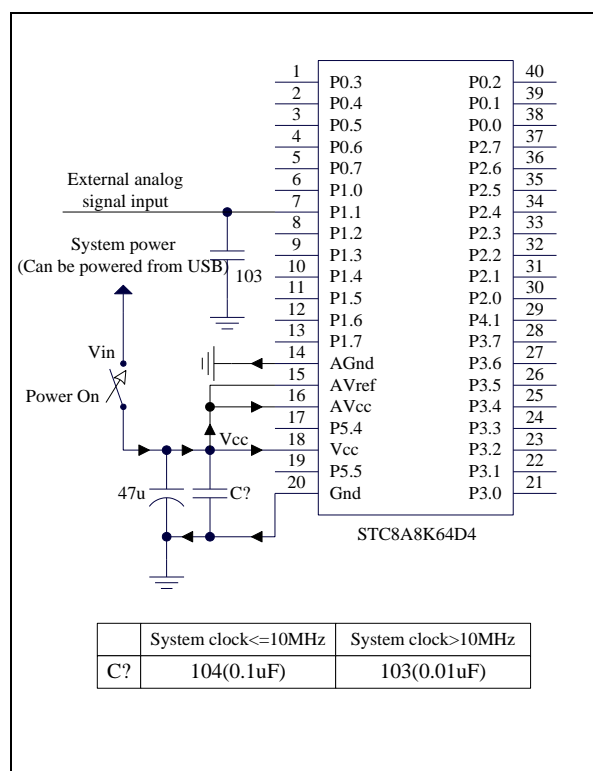 1 P0.3 P0.2 40
2 P0.4 P0.1 39
3 P0.5 P0.0 38
4 P0.6 P2.7 37
5 P0.7 P2.6 36
6 P1.0 P2.5 35
External analog
signal input
7 P1.1 P2.4 34
8 P1.2 P2.3 33
System power
(Can be powered from USB)
9 P1.3 P2.2 32
103
10 P1.4 P2.1 31
11 P1.5 P2.0 30
12 P1.6 P4.1 29
13 P1.7 P3.7 28
Vin
14 AGnd P3.6 27
15 AVref P3.5 26
Power On
16 AVcc P3.4 25
17 P5.4 P3.3 24
Vcc
18 Vcc P3.2 23
19 P5.5 P3.1 22
47u C?
20 Gnd P3.0 21
STC8A8K64D4
System clock<=10MHz System clock>10MHz
C? 104(0.1uF) 103(0.01uF)